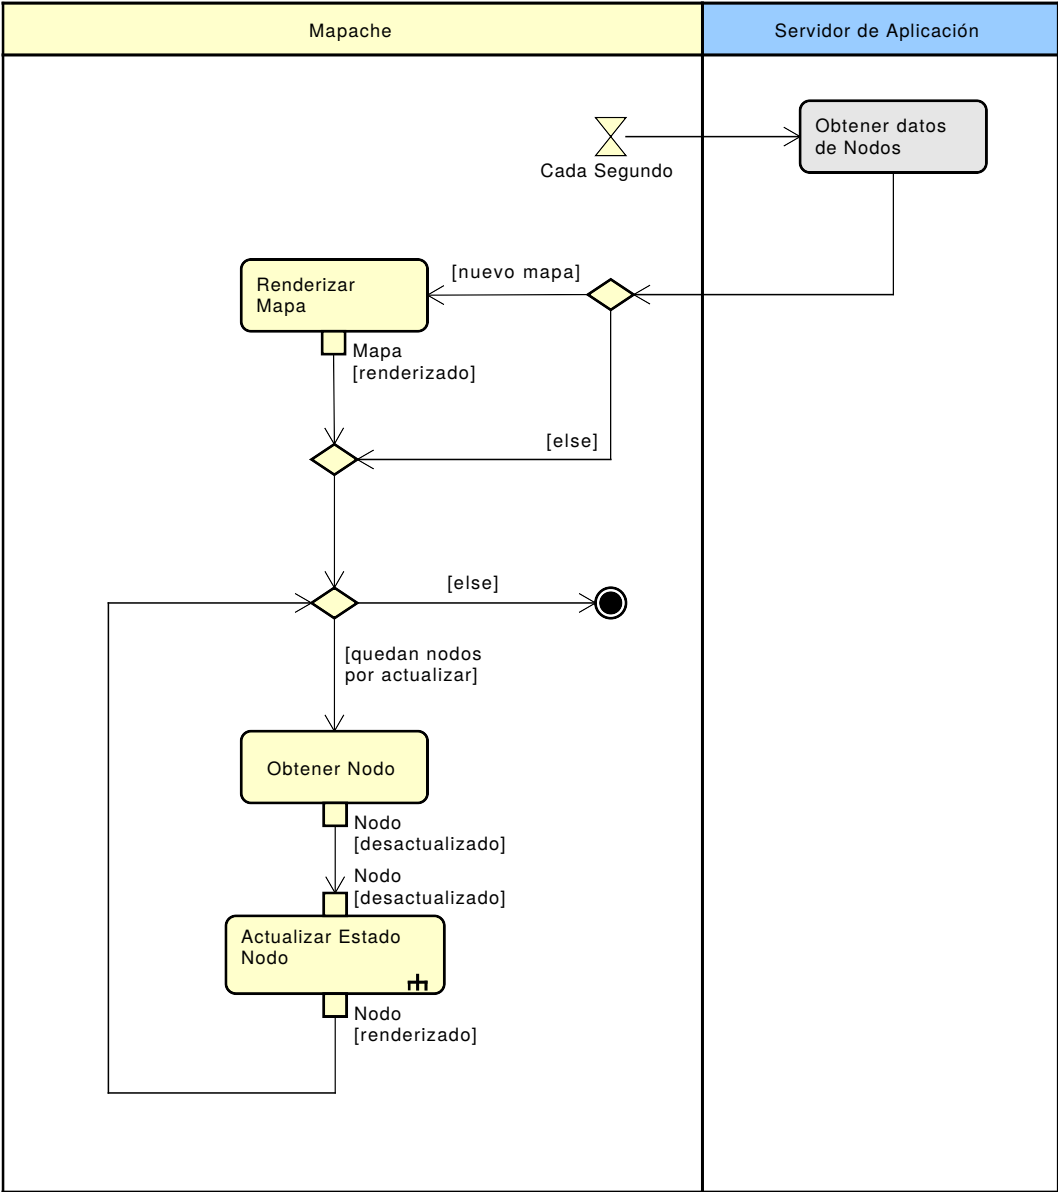 Mapache
Servidor de Aplicación
Obtener datos
de Nodos
Cada Segundo
[nuevo mapa]
Renderizar
Mapa
Mapa
[renderizado]
[else]
[else]
[quedan nodos
por actualizar]
Obtener Nodo
Nodo
[desactualizado]
Nodo
[desactualizado]
Actualizar Estado
Nodo
Nodo
[renderizado]